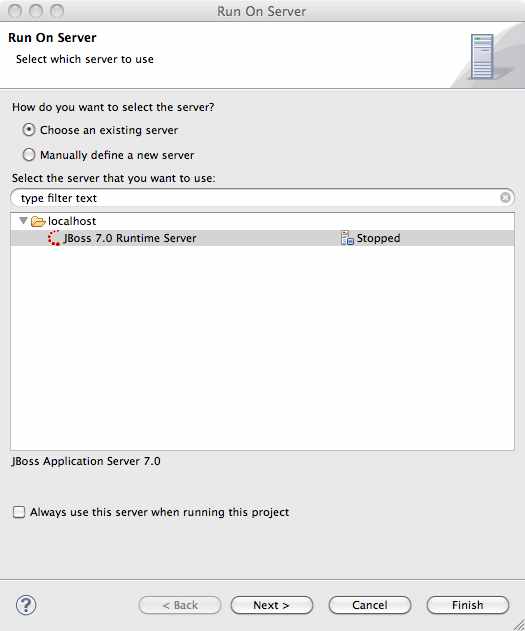 Run On Server
Run On Server
Select which server to use
How do you want to select the server?
Choose an existing server
Manually define a new server
Select the server that you want to use:
type filter text
localhost
JBoss 7.0 Runtime Server Stopped
JBoss Application Server 7.0
Always use this server when running this project
? < Back Next > Cancel Finish